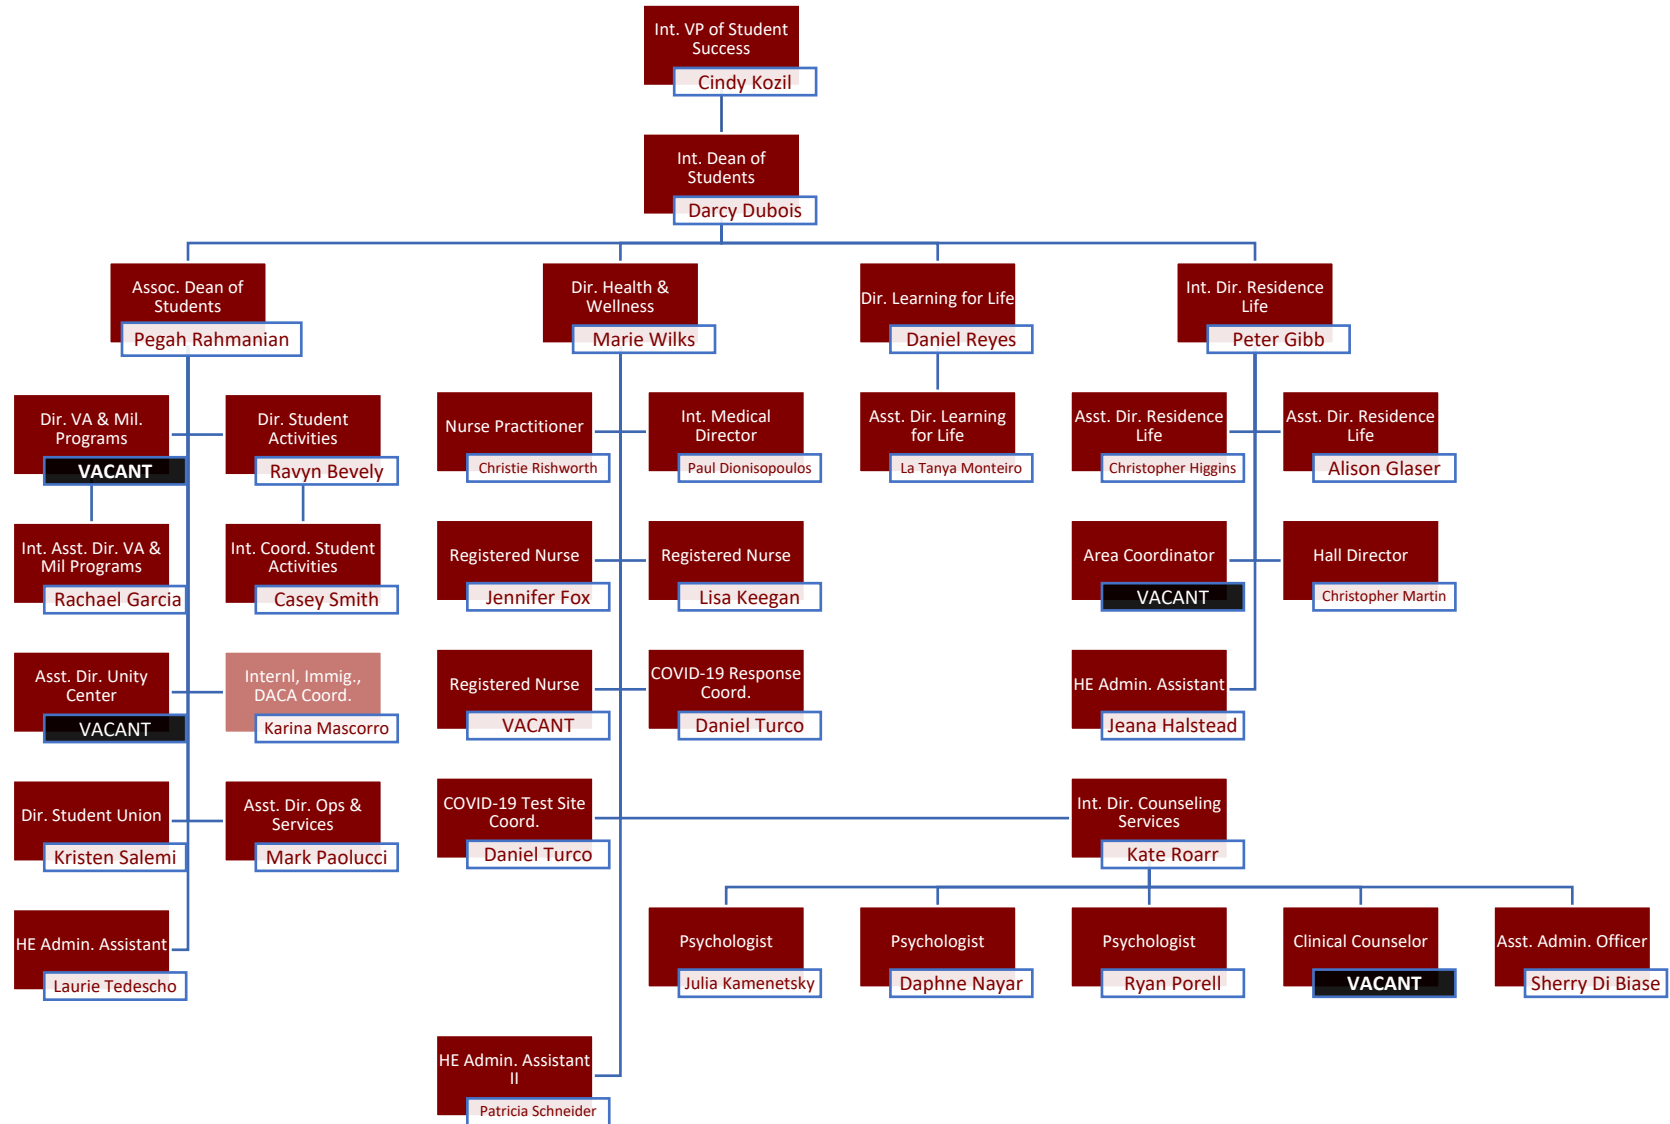 Int. VP of Student
Success
Cindy Kozil
Int. Dean of
Students
Darcy Dubois
Assoc. Dean of
Students
Pegah Rahmanian
Dir. Health &
Wellness
Marie Wilks
Dir. Learning for Life
Daniel Reyes
Int. Dir. Residence
Life
Peter Gibb
Dir. VA & Mil.
Programs
VACANT
Dir. Student
Activities
Ravyn Bevely
Nurse Practitioner
Christie Rishworth
Int. Medical
Director
Paul Dionisopoulos
Asst. Dir. Learning
for Life
La Tanya Monteiro
Asst. Dir. Residence
Life
Christopher Higgins
Asst. Dir. Residence
Life
Alison Glaser
Int. Asst. Dir. VA &
Mil Programs
Rachael Garcia
Int. Coord. Student
Activities
Casey Smith
Registered Nurse
Jennifer Fox
Registered Nurse
Lisa Keegan
Area Coordinator
VACANT
Hall Director
Christopher Martin
Asst. Dir. Unity
Center
VACANT
Internl, Immig.,
DACA Coord.
Karina Mascorro
Registered Nurse
VACANT
COVID-19 Response
Coord.
Daniel Turco
HE Admin. Assistant
Jeana Halstead
Dir. Student Union
Kristen Salemi
Asst. Dir. Ops &
Services
Mark Paolucci
COVID-19 Test Site
Coord.
Daniel Turco
Int. Dir. Counseling
Services
Kate Roarr
HE Admin. Assistant
Laurie Tedescho
Psychologist
Julia Kamenetsky
Psychologist
Daphne Nayar
Psychologist
Ryan Porell
Clinical Counselor
VACANT
Asst. Admin. Officer
Sherry Di Biase
HE Admin. Assistant
II
Patricia Schneider